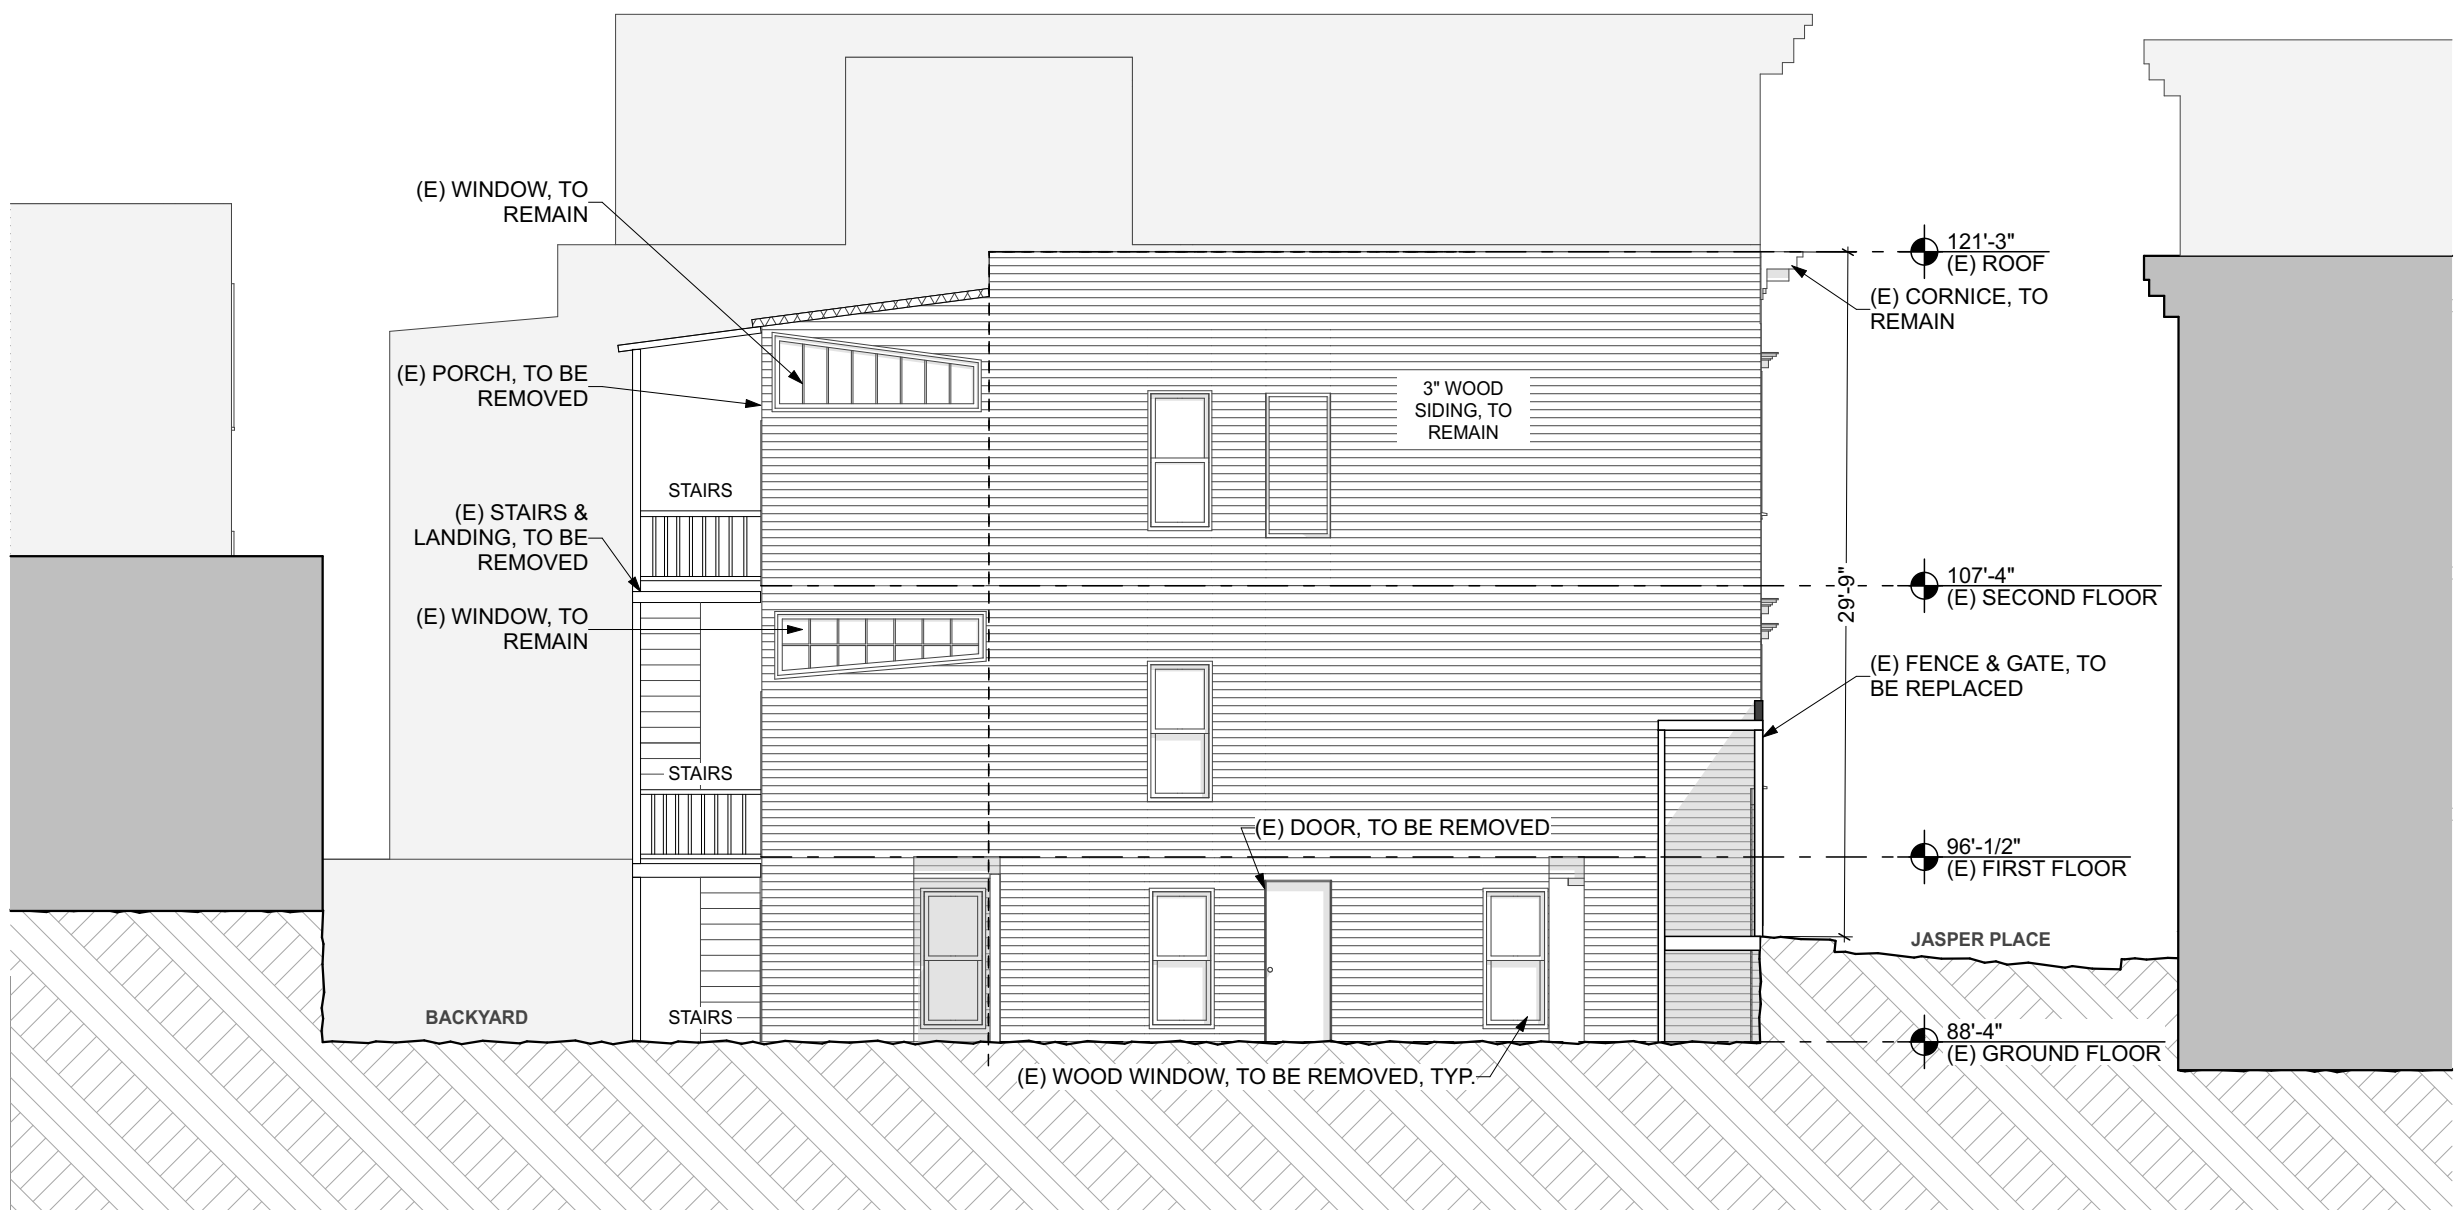 (E) WINDOW, TO
REMAIN
121'-3"
(E) ROOF
(E) CORNICE, TO
REMAIN
(E) PORCH, TO BE
REMOVED
3" WOOD
SIDING, TO
REMAIN
STAIRS
(E) STAIRS &
LANDING, TO BE
REMOVED
107'-4"
(E) SECOND FLOOR
29'-9"
(E) WINDOW, TO
REMAIN
(E) FENCE & GATE, TO
BE REPLACED
STAIRS
(E) DOOR, TO BE REMOVED
96'-1/2"
(E) FIRST FLOOR
JASPER PLACE
BACKYARD
STAIRS
88'-4"
(E) GROUND FLOOR
(E) WOOD WINDOW, TO BE REMOVED, TYP.